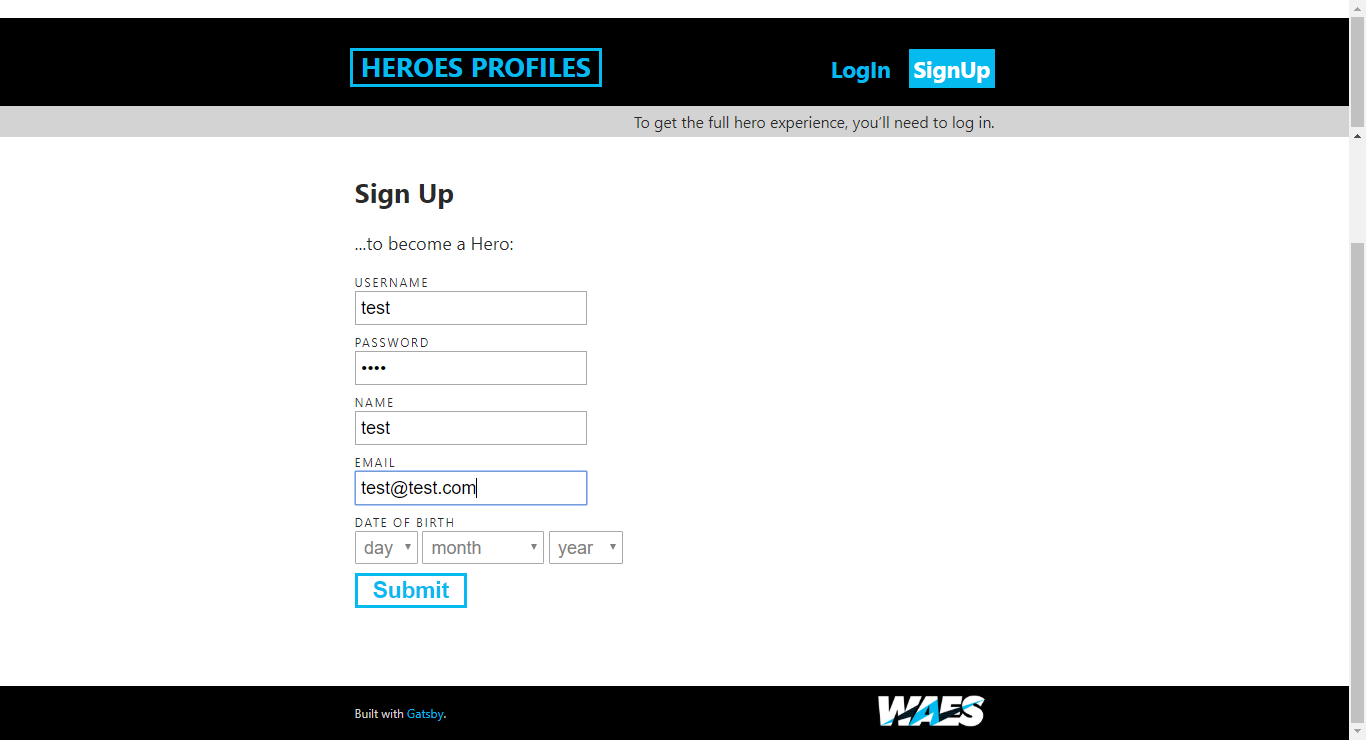 HEROES PROFILES
LogIn SignUp
To get the full hero experience, you'll need to log in.
Sign Up
...to become a Hero:
USERNAME
test
PASSWORD
••••
NAME
test
EMAIL
test@test.com
DATE OF BIRTH
day month year
Submit
Built with Gatsby. WAES